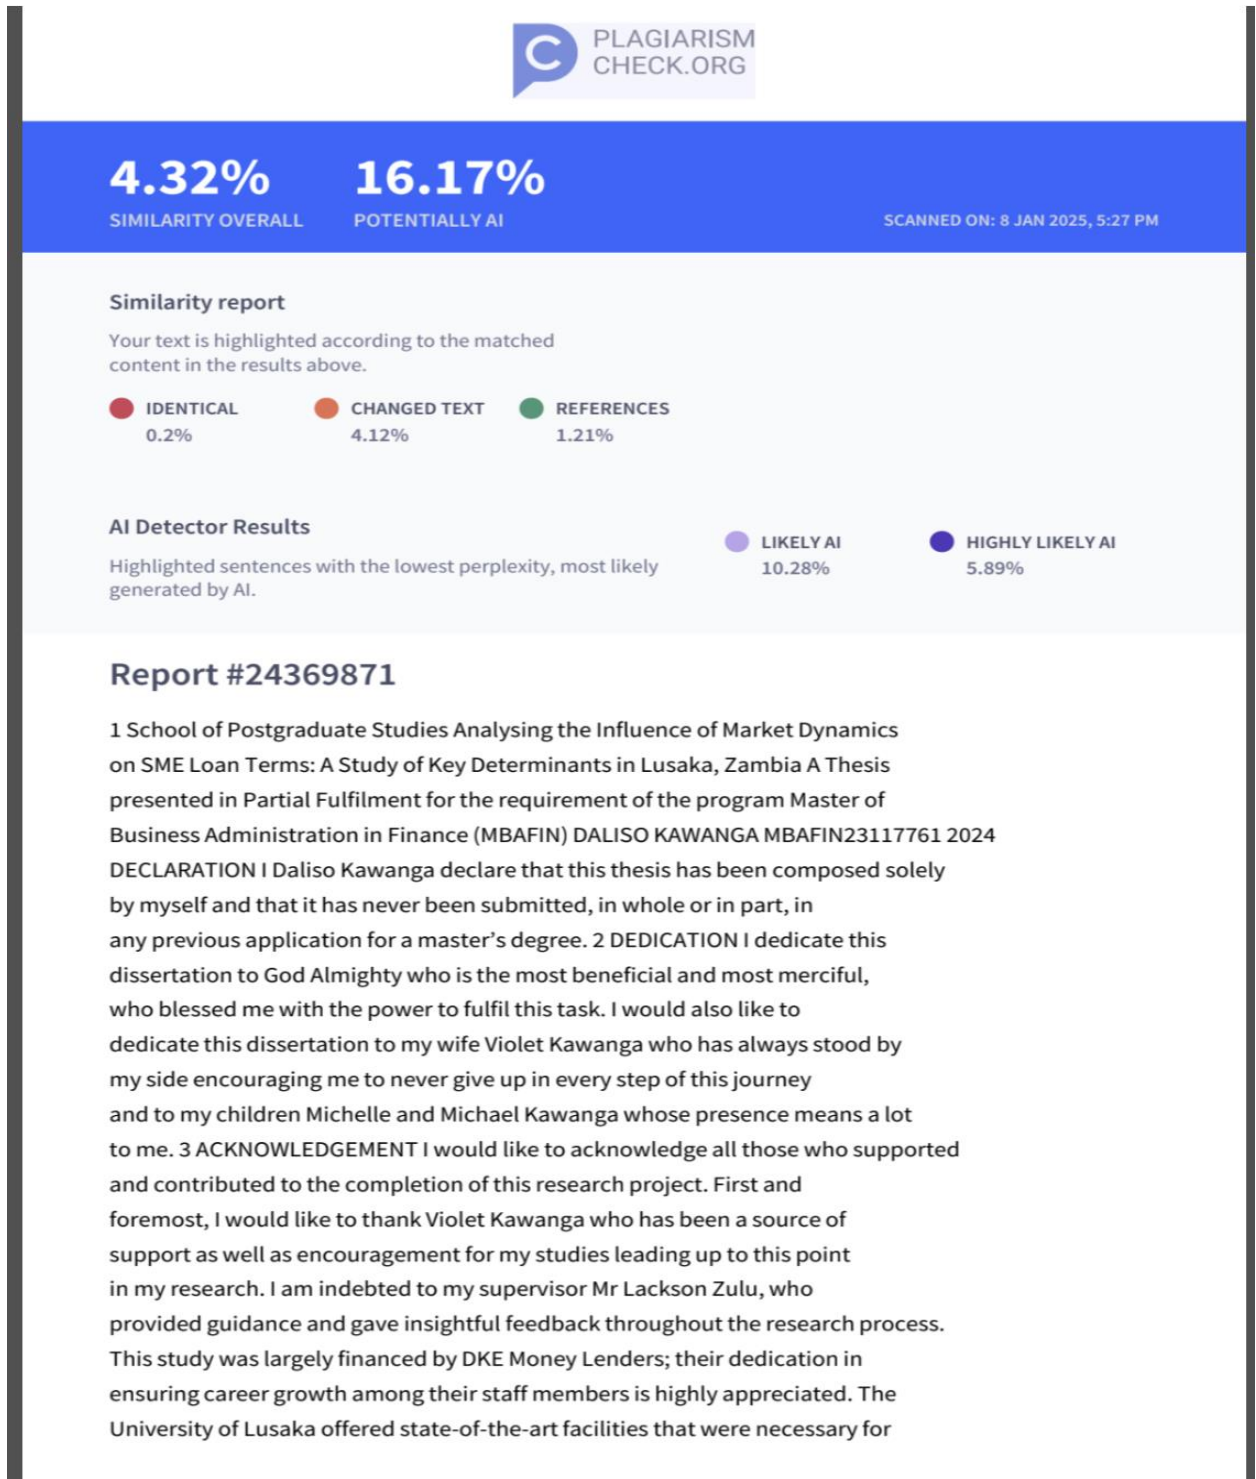 PLAGIARISM
CHECK.ORG
4.32% 16.17%
SIMILARITY OVERALL POTENTIALLY AI SCANNED ON: 8 JAN 2025, 5:27 PM
Similarity report
Your text is highlighted according to the matched
content in the results above.
IDENTICAL CHANGED TEXT REFERENCES
0.2% 4.12% 1.21%
AI Detector Results
Highlighted sentences with the lowest perplexity, most likely
generated by AI.
LIKELY AI HIGHLY LIKELY AI
10.28% 5.89%
Report #24369871
1 School of Postgraduate Studies Analysing the Influence of Market Dynamics
on SME Loan Terms: A Study of Key Determinants in Lusaka, Zambia A Thesis
presented in Partial Fulfilment for the requirement of the program Master of
Business Administration in Finance (MBAFIN) DALISO KAWANGA MBAFIN23117761 2024
DECLARATION I Daliso Kawanga declare that this thesis has been composed solely
by myself and that it has never been submitted, in whole or in part, in
any previous application for a master's degree. 2 DEDICATION I dedicate this
dissertation to God Almighty who is the most beneficial and most merciful,
who blessed me with the power to fulfil this task. I would also like to
dedicate this dissertation to my wife Violet Kawanga who has always stood by
my side encouraging me to never give up in every step of this journey
and to my children Michelle and Michael Kawanga whose presence means a lot
to me. 3 ACKNOWLEDGEMENT I would like to acknowledge all those who supported
and contributed to the completion of this research project. First and
foremost, I would like to thank Violet Kawanga who has been a source of
support as well as encouragement for my studies leading up to this point
in my research. I am indebted to my supervisor Mr Lackson Zulu, who
provided guidance and gave insightful feedback throughout the research process.
This study was largely financed by DKE Money Lenders; their dedication in
ensuring career growth among their staff members is highly appreciated. The
University of Lusaka offered state-of-the-art facilities that were necessary for